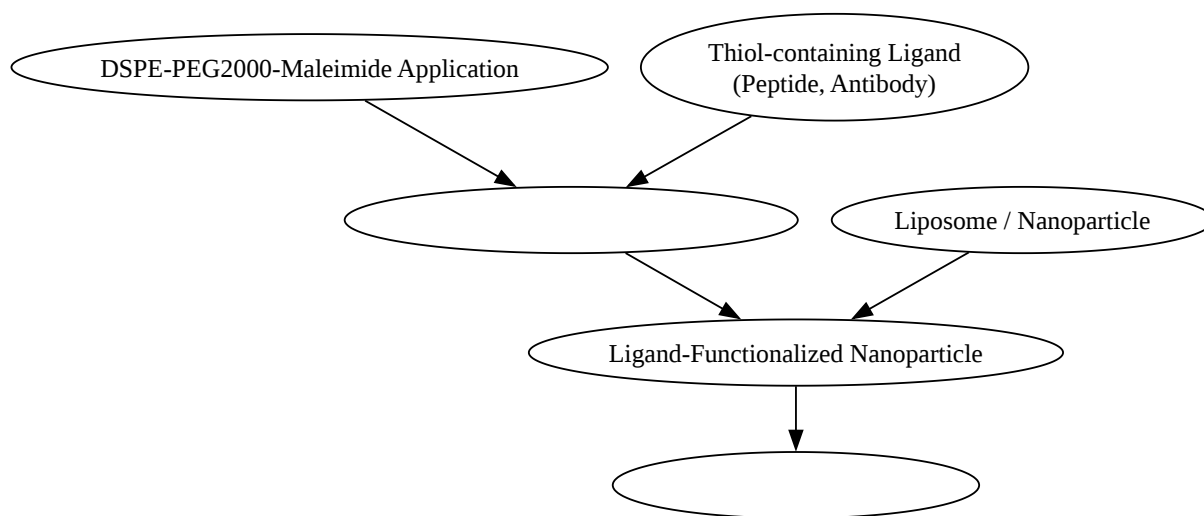 DSPE-PEG2000-Maleimide Application
Thiol-containing Ligand
(Peptide, Antibody)
Liposome / Nanoparticle
Ligand-Functionalized Nanoparticle